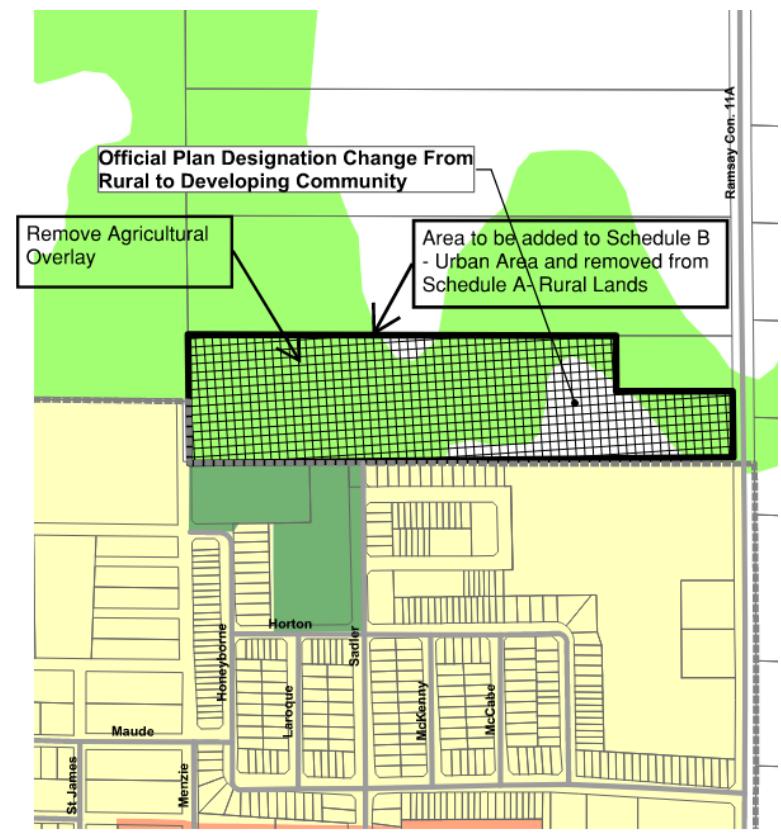 Ramsay Con. 11A
Official Plan Designation Change From
Rural to Developing Community
Remove Agricultural
Overlay
Area to be added to Schedule B
- Urban Area and removed from
Schedule A- Rural Lands
Horton
Honeyborne
Laroque
Sadler
McKenny
McCabe
Maude
St James
Menzie